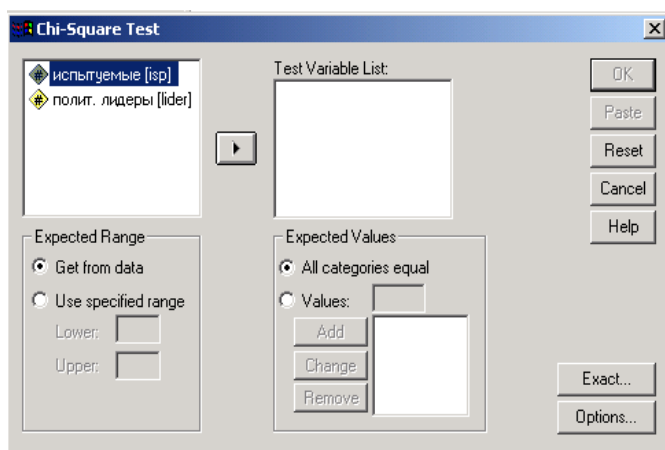 Chi-Square Test
испытуемые [isp]
полит. лидеры [lider]
Test Variable List:
OK
Paste
Reset
Cancel
Help
Expected Range
Get from data
Use specified range
Lower:
Upper:
Expected Values
All categories equal
Values:
Add
Change
Remove
Exact...
Options...